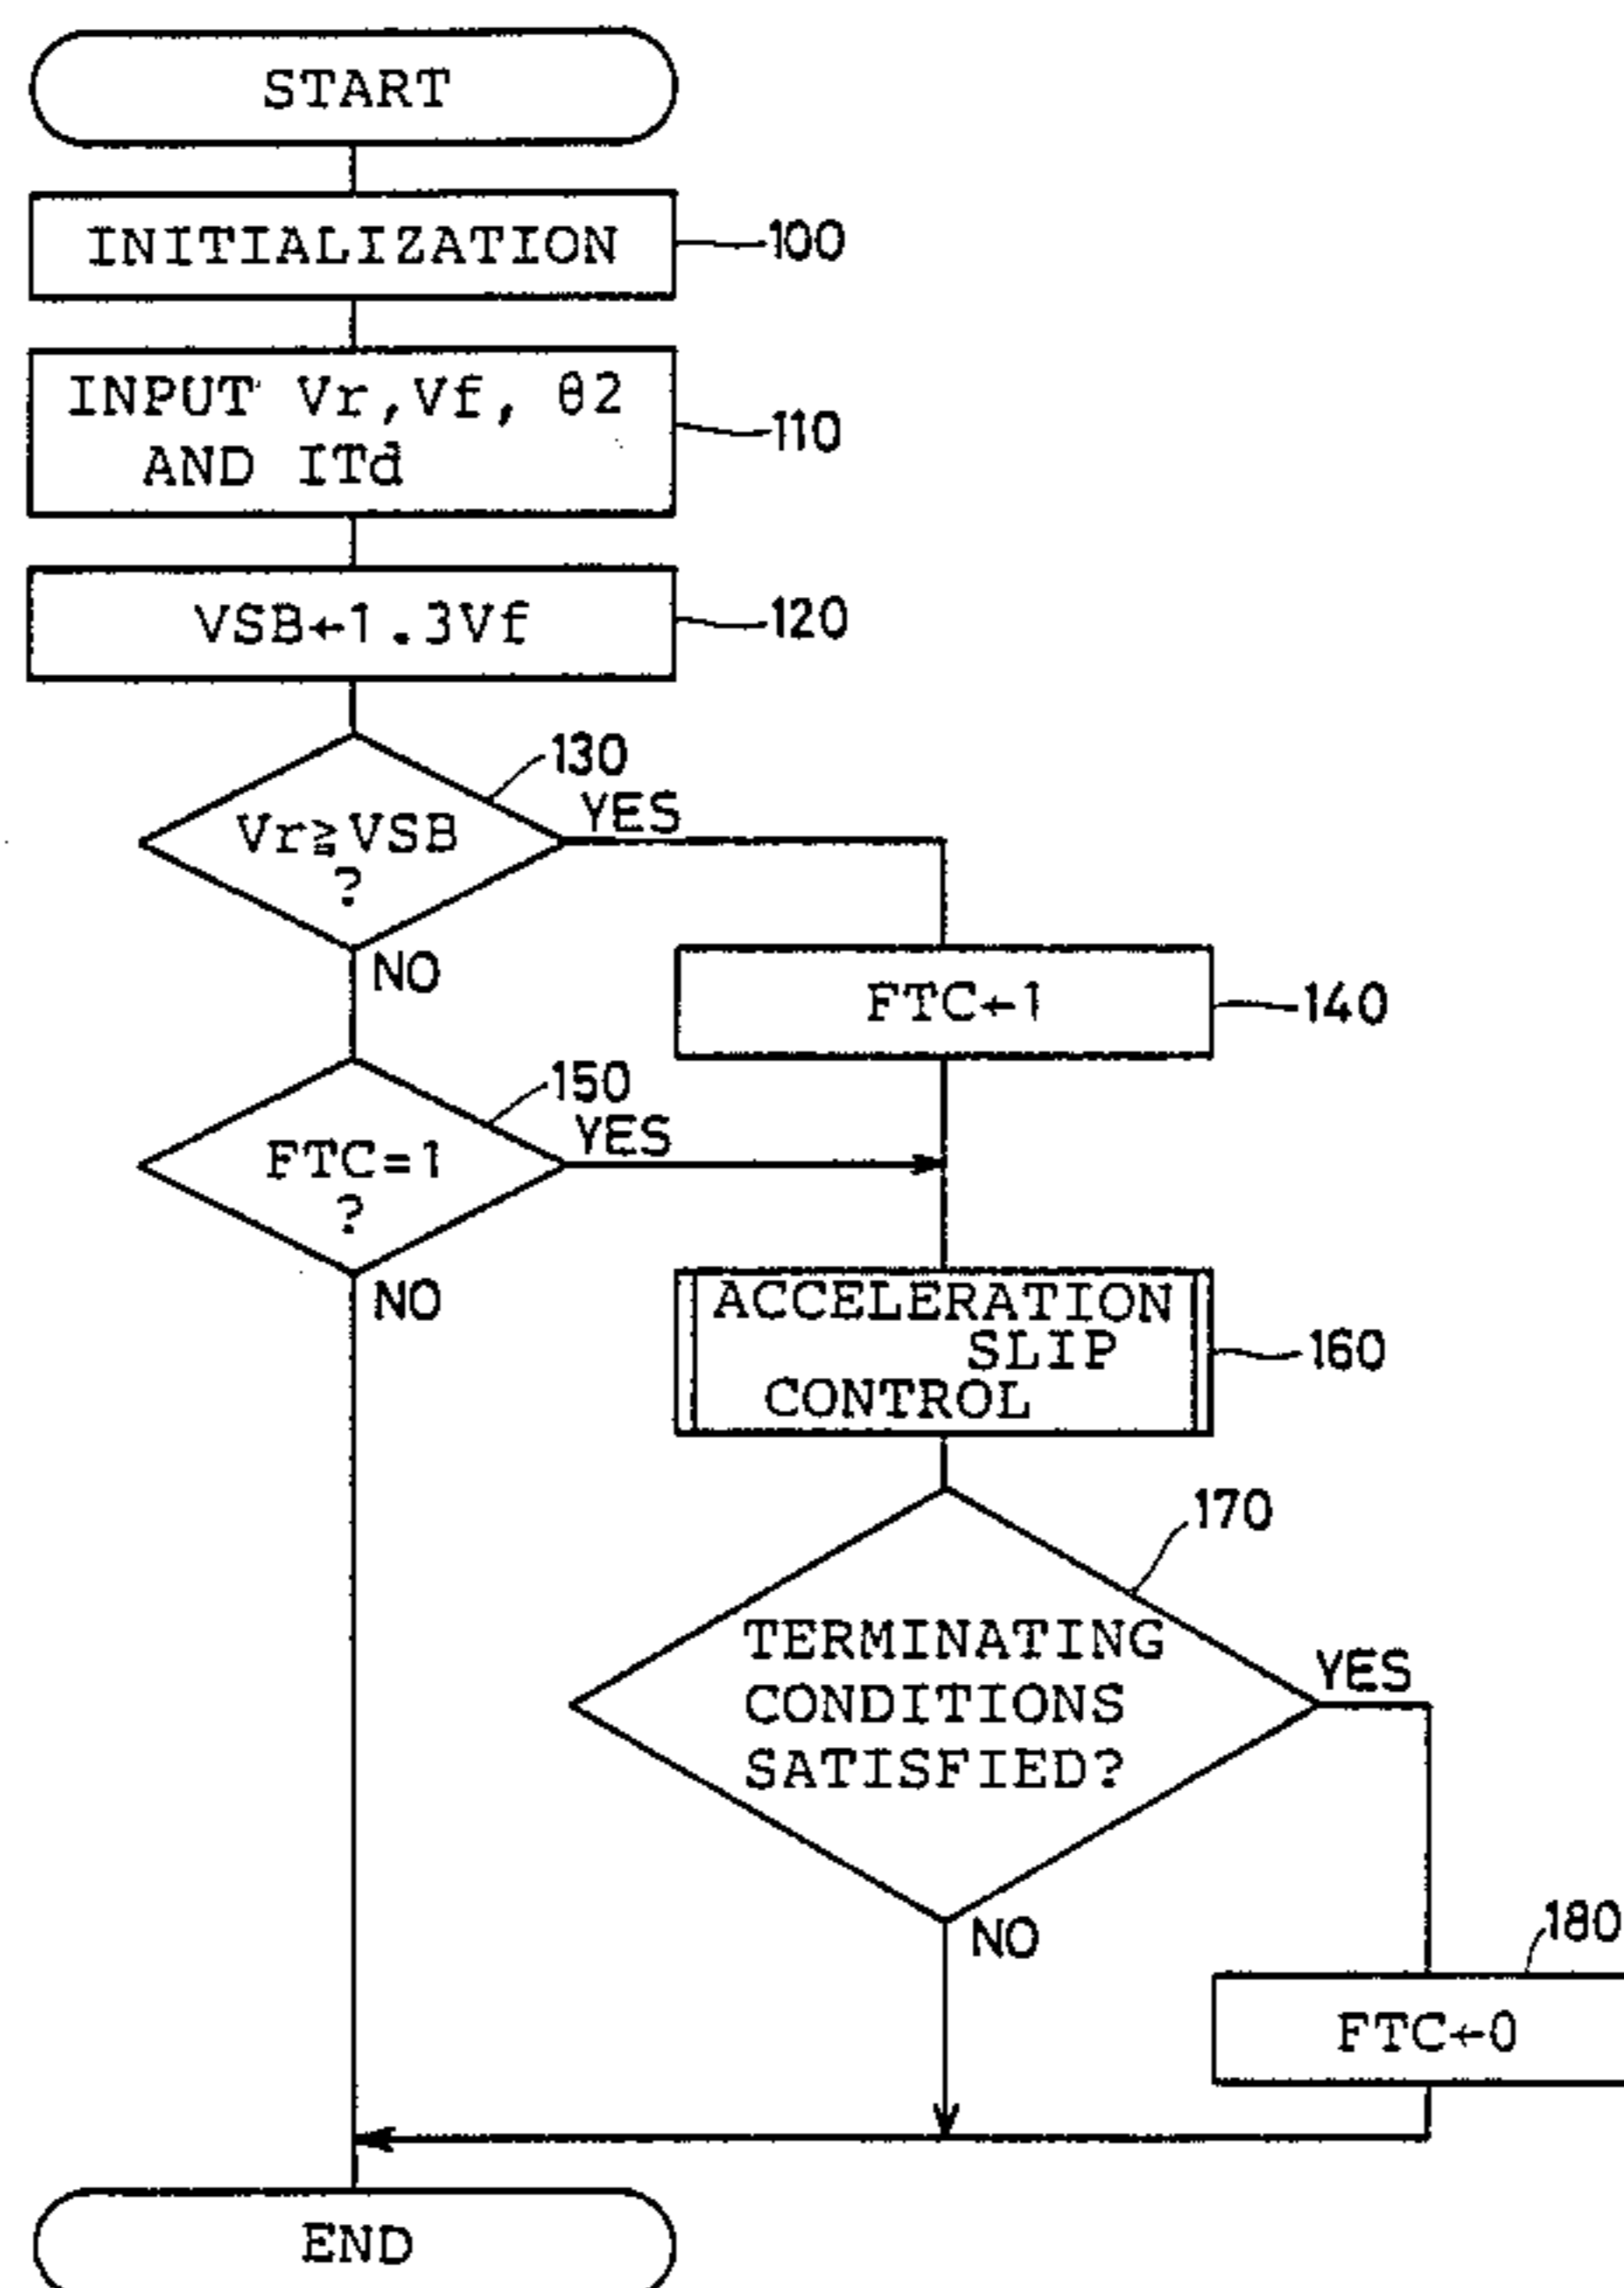 START
INITIALIZATION
100
INPUT Vr,Vf, θ2
AND ITd
110
VSB←1.3Vf
120
130
Vr≧VSB
?
YES
NO
FTC←1
140
150
FTC=1
?
YES
NO
ACCELERATION
SLIP
CONTROL
160
170
TERMINATING
CONDITIONS
SATISFIED?
YES
NO
180
FTC←0
END